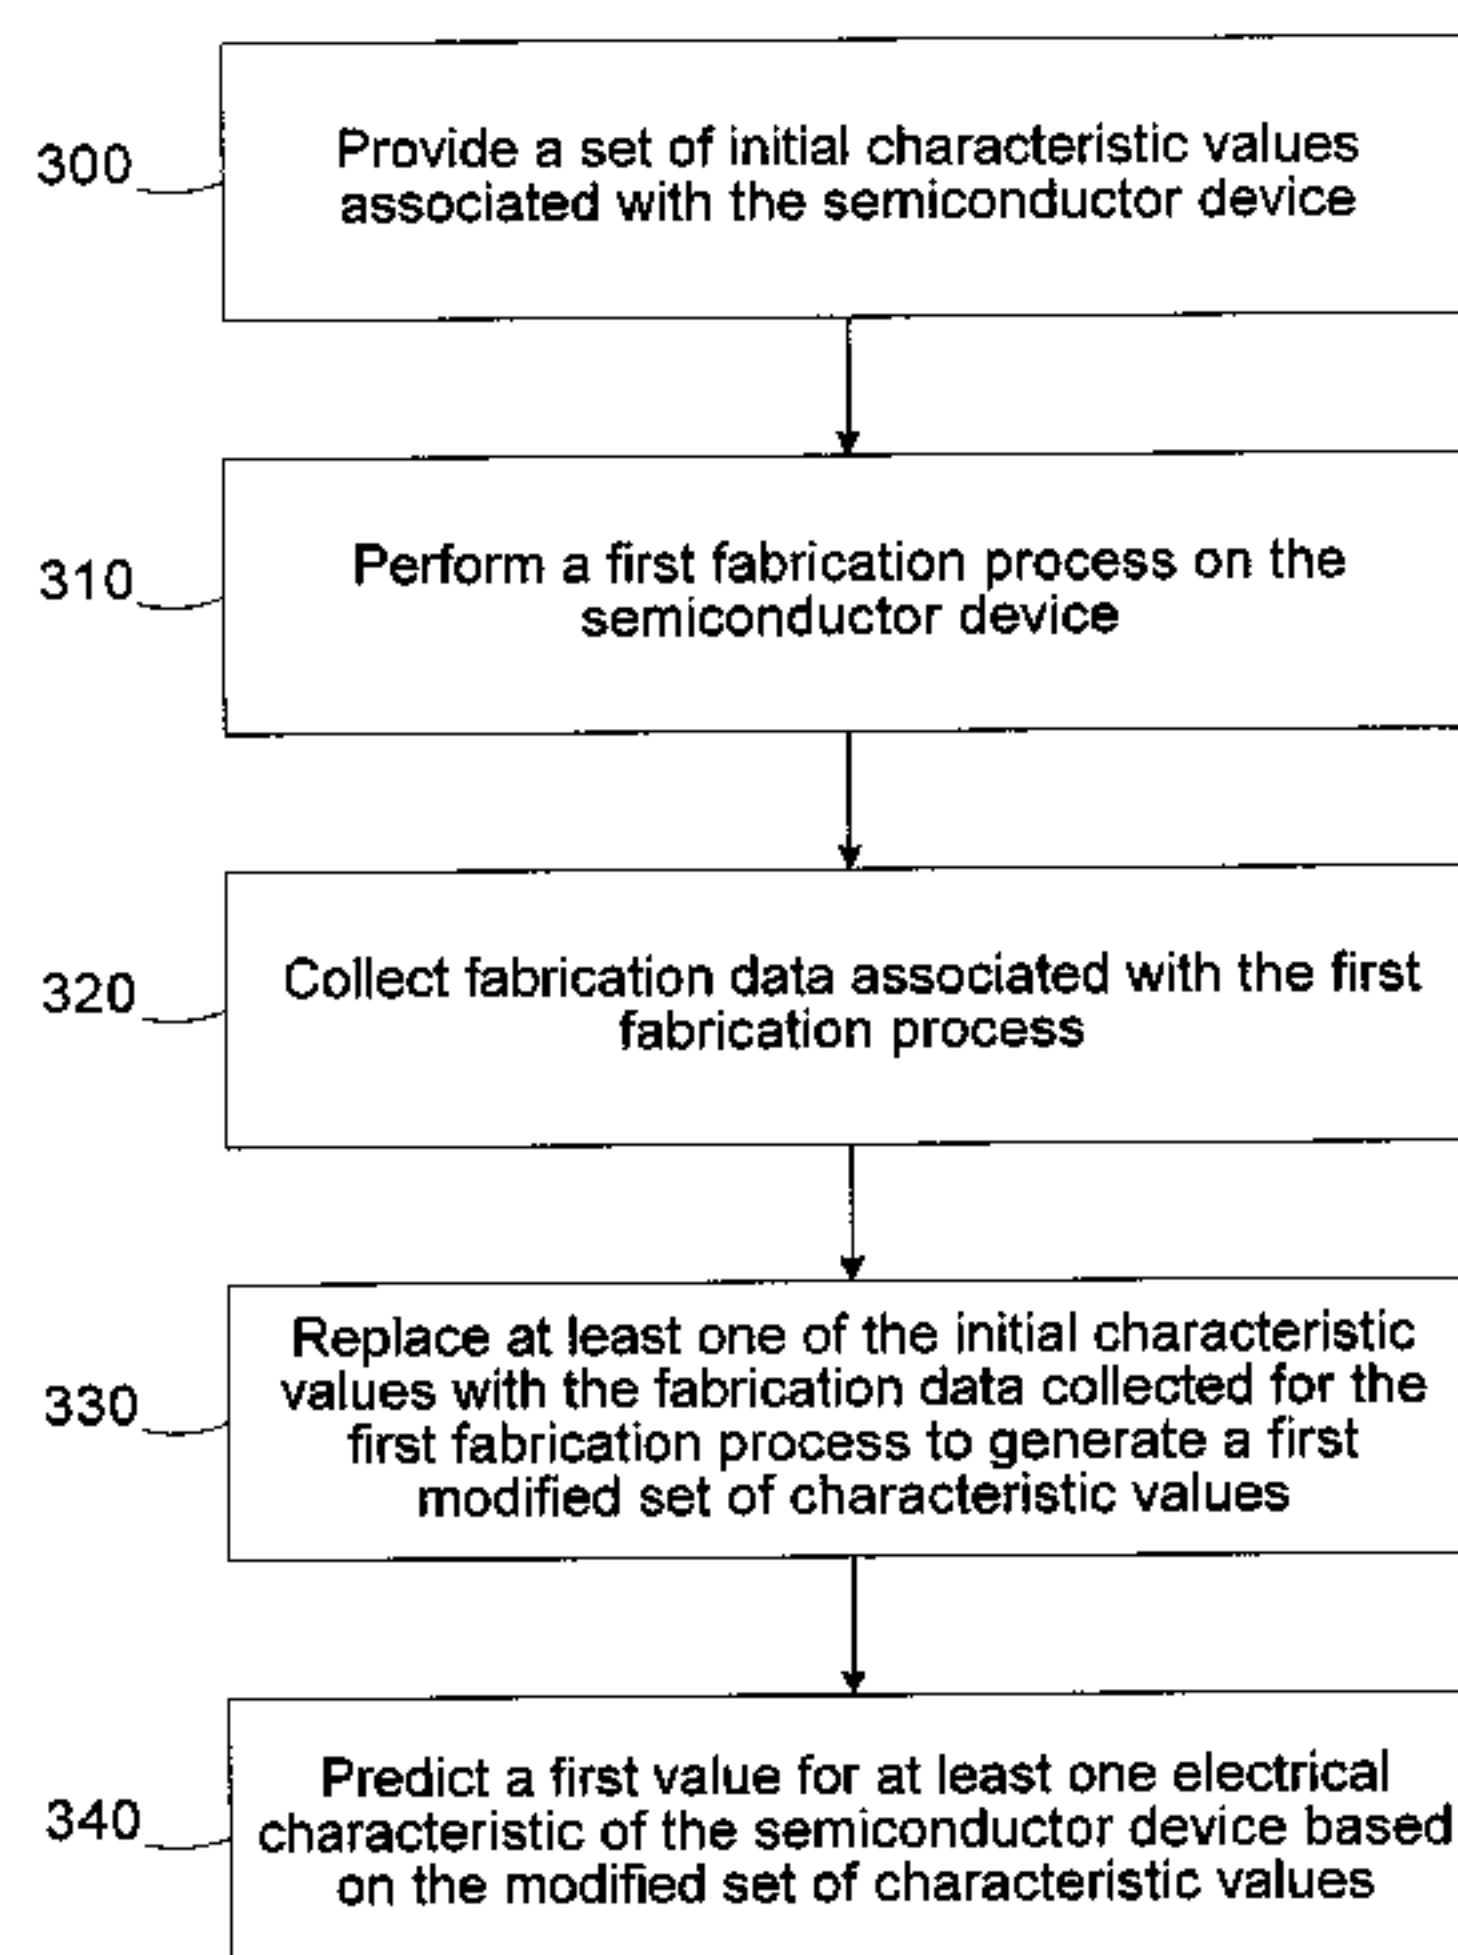 300
Provide a set of initial characteristic values
associated with the semiconductor device
310
Perform a first fabrication process on the
semiconductor device
320
Collect fabrication data associated with the first
fabrication process
330
Replace at least one of the initial characteristic
values with the fabrication data collected for the
first fabrication process to generate a first
modified set of characteristic values
340
Predict a first value for at least one electrical
characteristic of the semiconductor device based
on the modified set of characteristic values